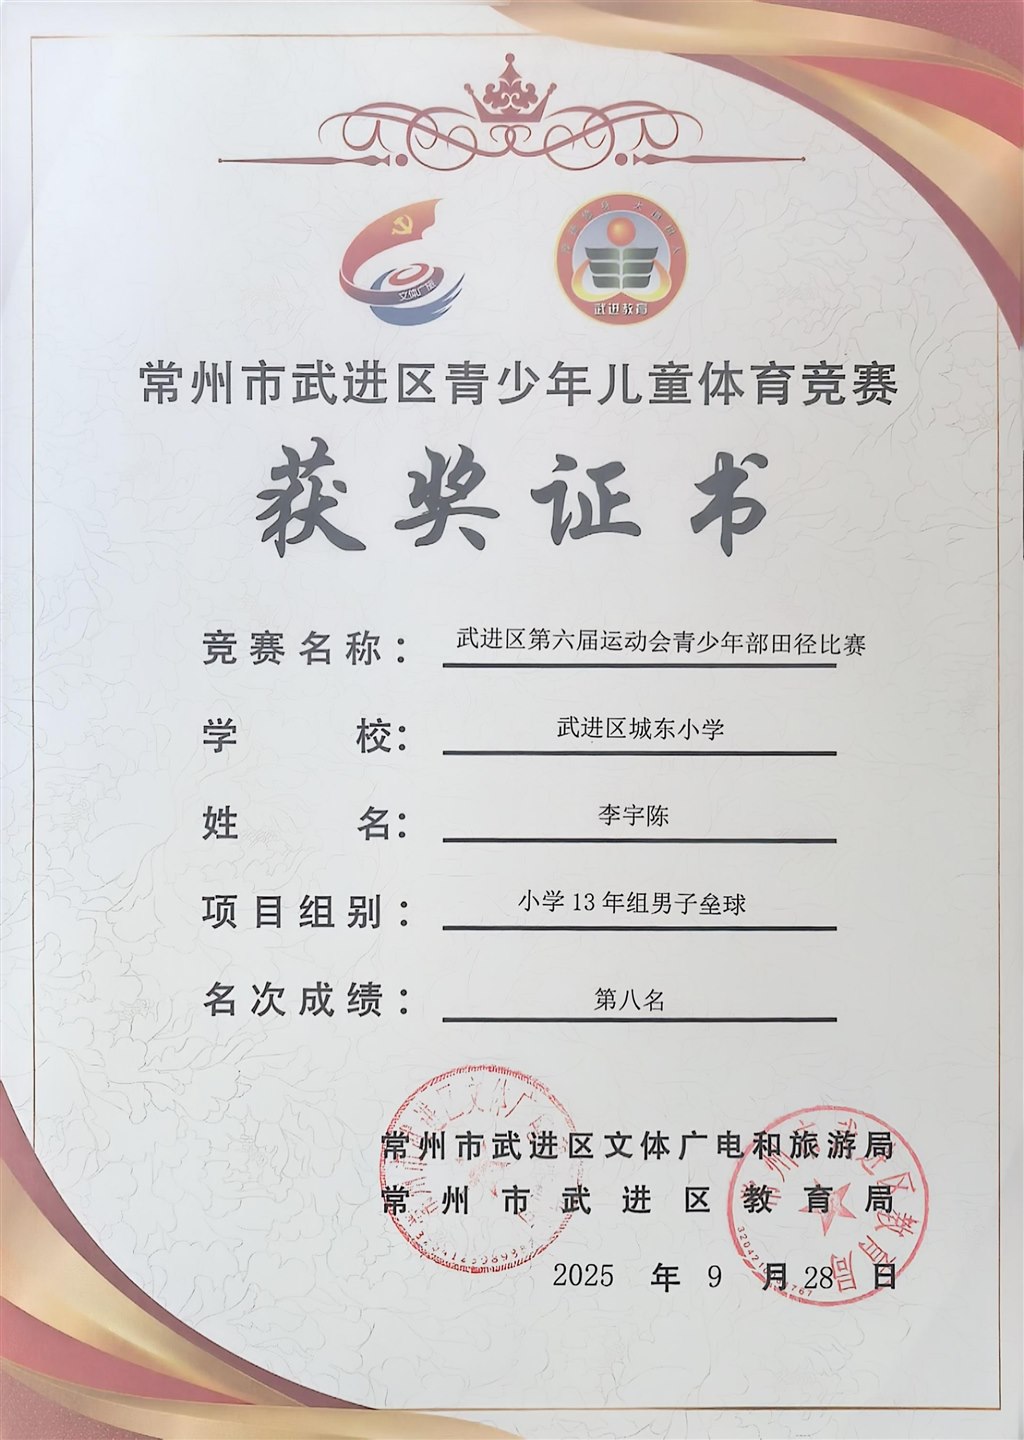 文体广旅
武进教育
常州市武进区青少年儿童体育竞赛
获奖证书
竞赛名称：武进区第六届运动会青少年部田径比赛
学校：武进区城东小学
姓名：李宇陈
项目组别：小学13年组男子垒球
名次成绩：第八名
常州市武进区文体广电和旅游局
常州市武进区教育局
2025 年 9 月 28 日